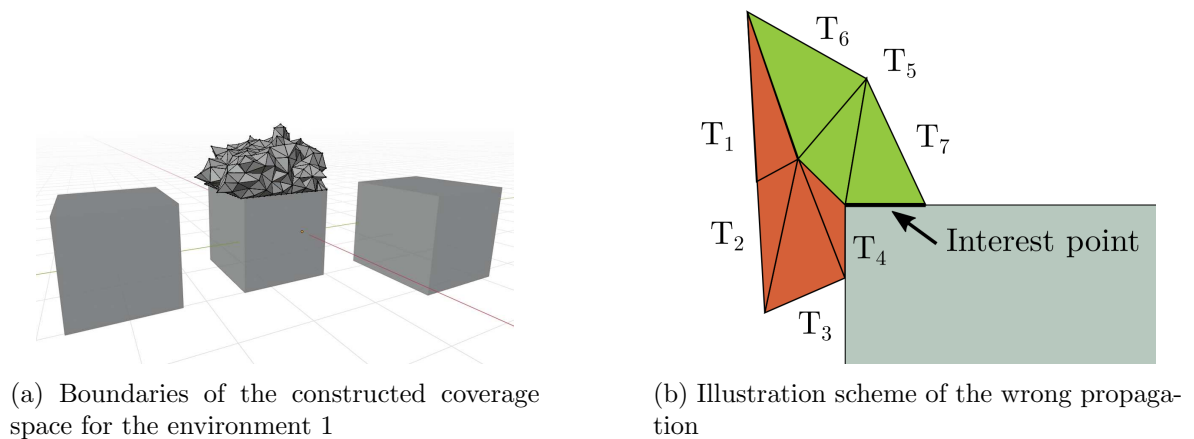 T6
T5
T1
T7
T2
T4
Interest point
T3
(a) Boundaries of the constructed coverage
space for the environment 1
(b) Illustration scheme of the wrong propaga-
tion